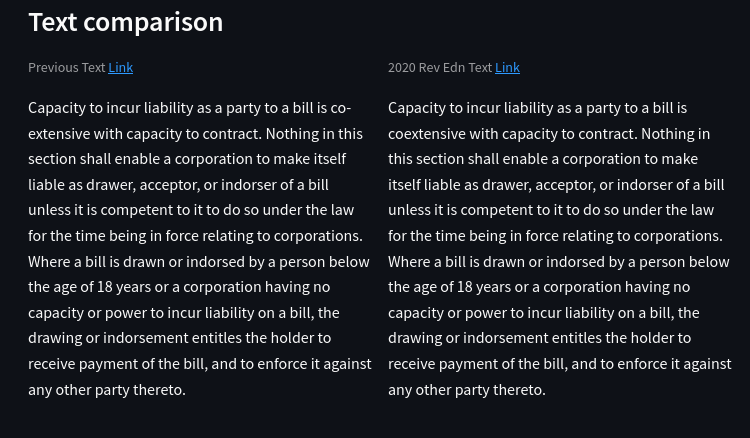 Text comparison
Previous Text Link
Capacity to incur liability as a party to a bill is co-
extensive with capacity to contract. Nothing in this
section shall enable a corporation to make itself
liable as drawer, acceptor, or indorser of a bill
unless it is competent to it to do so under the law
for the time being in force relating to corporations.
Where a bill is drawn or indorsed by a person below
the age of 18 years or a corporation having no
capacity or power to incur liability on a bill, the
drawing or indorsement entitles the holder to
receive payment of the bill, and to enforce it against
any other party thereto.
2020 Rev Edn Text Link
Capacity to incur liability as a party to a bill is
coextensive with capacity to contract. Nothing in
this section shall enable a corporation to make
itself liable as drawer, acceptor, or indorser of a bill
unless it is competent to it to do so under the law
for the time being in force relating to corporations.
Where a bill is drawn or indorsed by a person below
the age of 18 years or a corporation having no
capacity or power to incur liability on a bill, the
drawing or indorsement entitles the holder to
receive payment of the bill, and to enforce it against
any other party thereto.